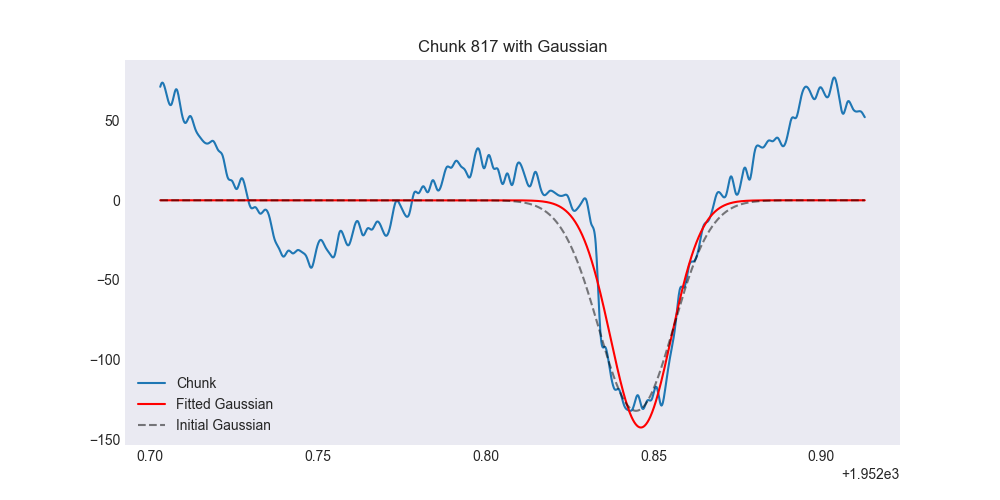 Chunk 817 with Gaussian
50
0
−50
−100
−150
Chunk
Fitted Gaussian
Initial Gaussian
0.70 0.75 0.80 0.85 0.90
+1.952e3